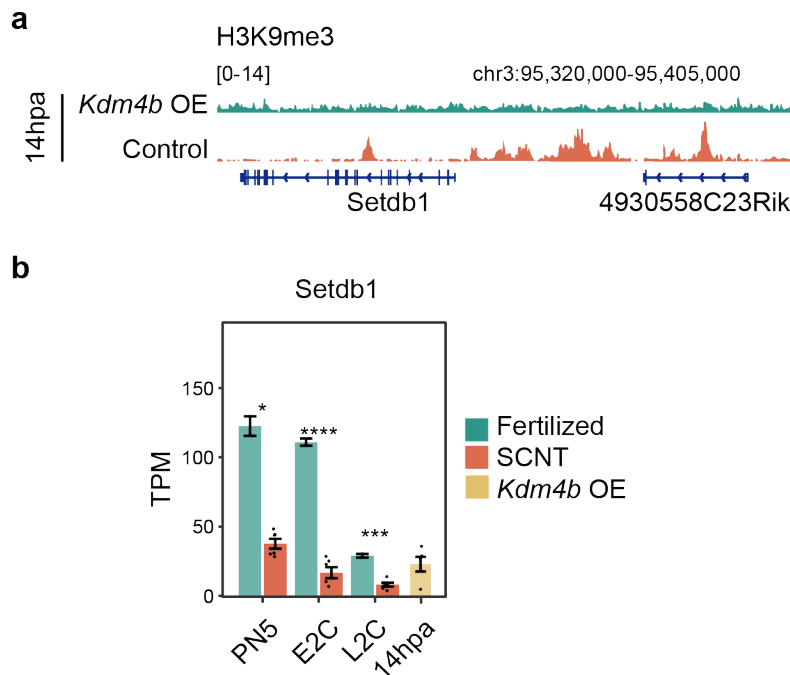 a
H3K9me3
[0-14] chr3:95,320,000-95,405,000
14hpa
Kdm4b OE
Control
Setdb1 4930558C23Rik
b
Setdb1
TPM
150
100
50
0
*
****
***
PN5 E2C L2C 14hpa
Fertilized
SCNT
Kdm4b OE